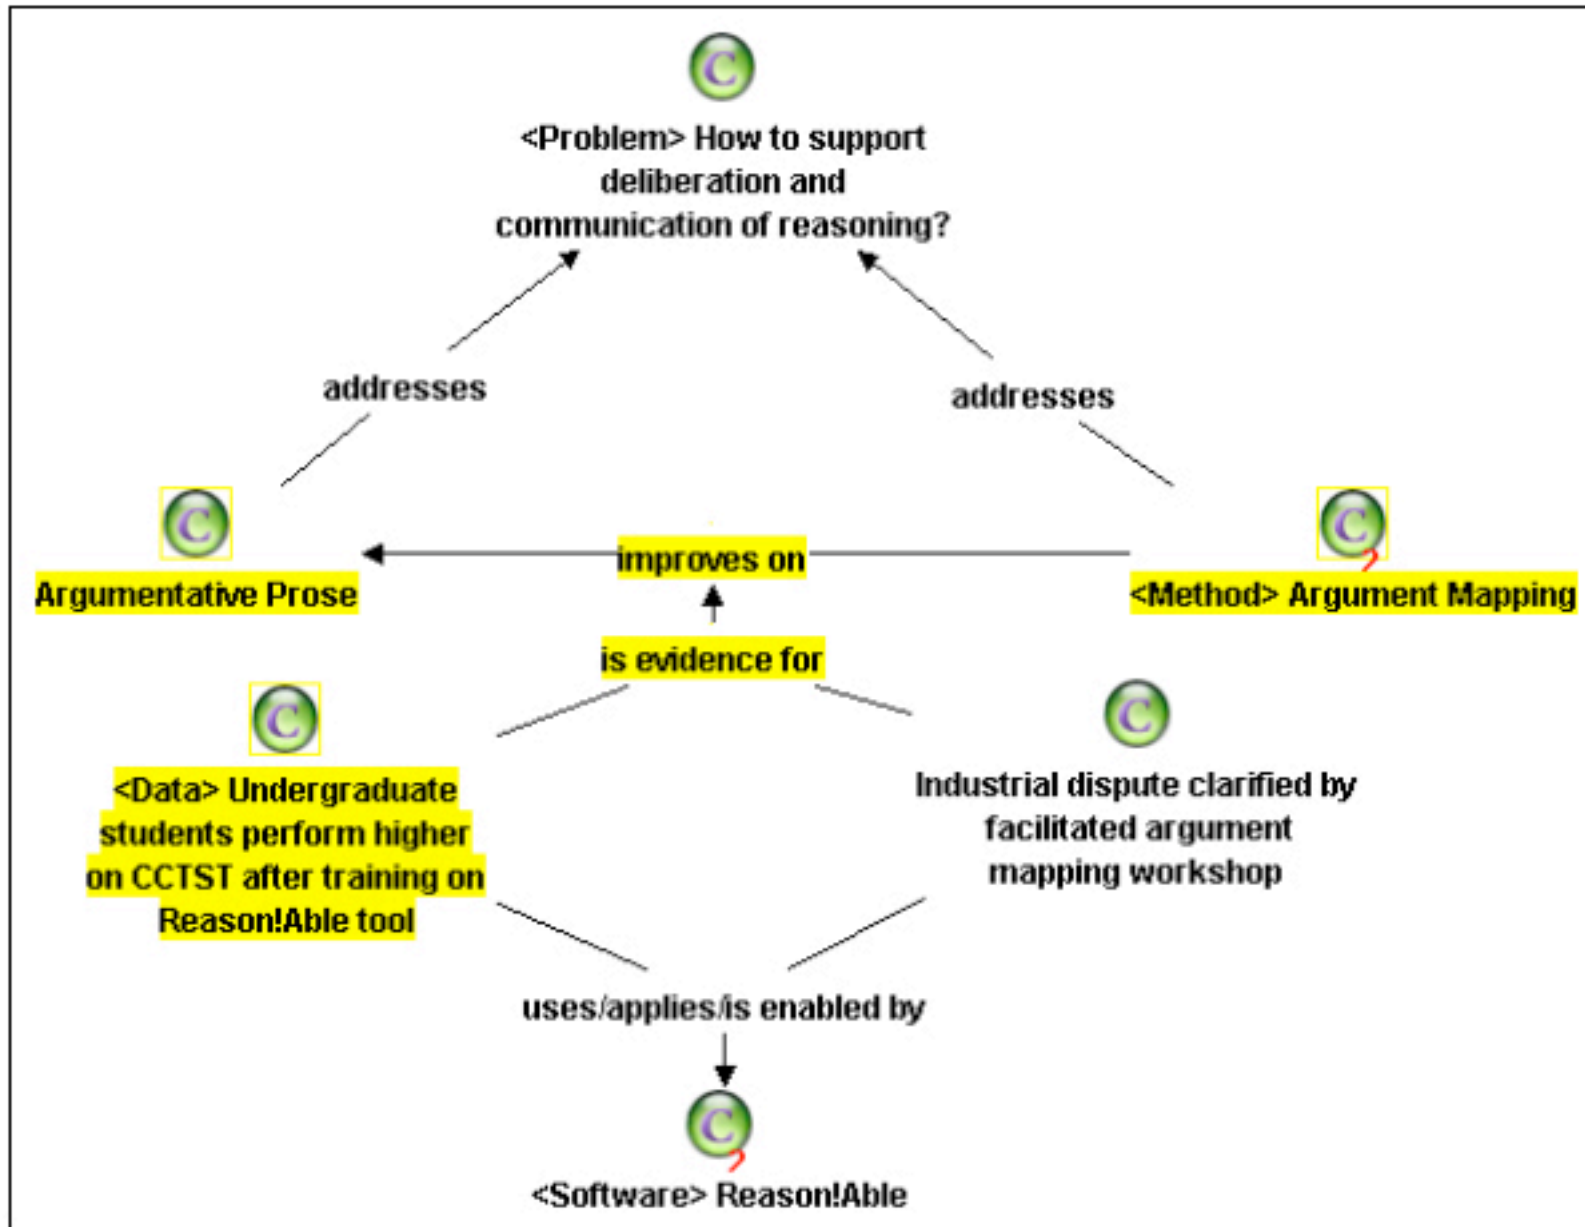 C
<Problem> How to support
deliberation and
communication of reasoning?
addresses
addresses
C
C
2
Argumentative Prose
improves on
<Method> Argument Mapping
is evidence for
C
C
<Data> Undergraduate
students perform higher
on CCTST after training on
Reason!Able tool
Industrial dispute clarified by
facilitated argument
mapping workshop
uses/applies/is enabled by
C
2
<Software> Reason!Able